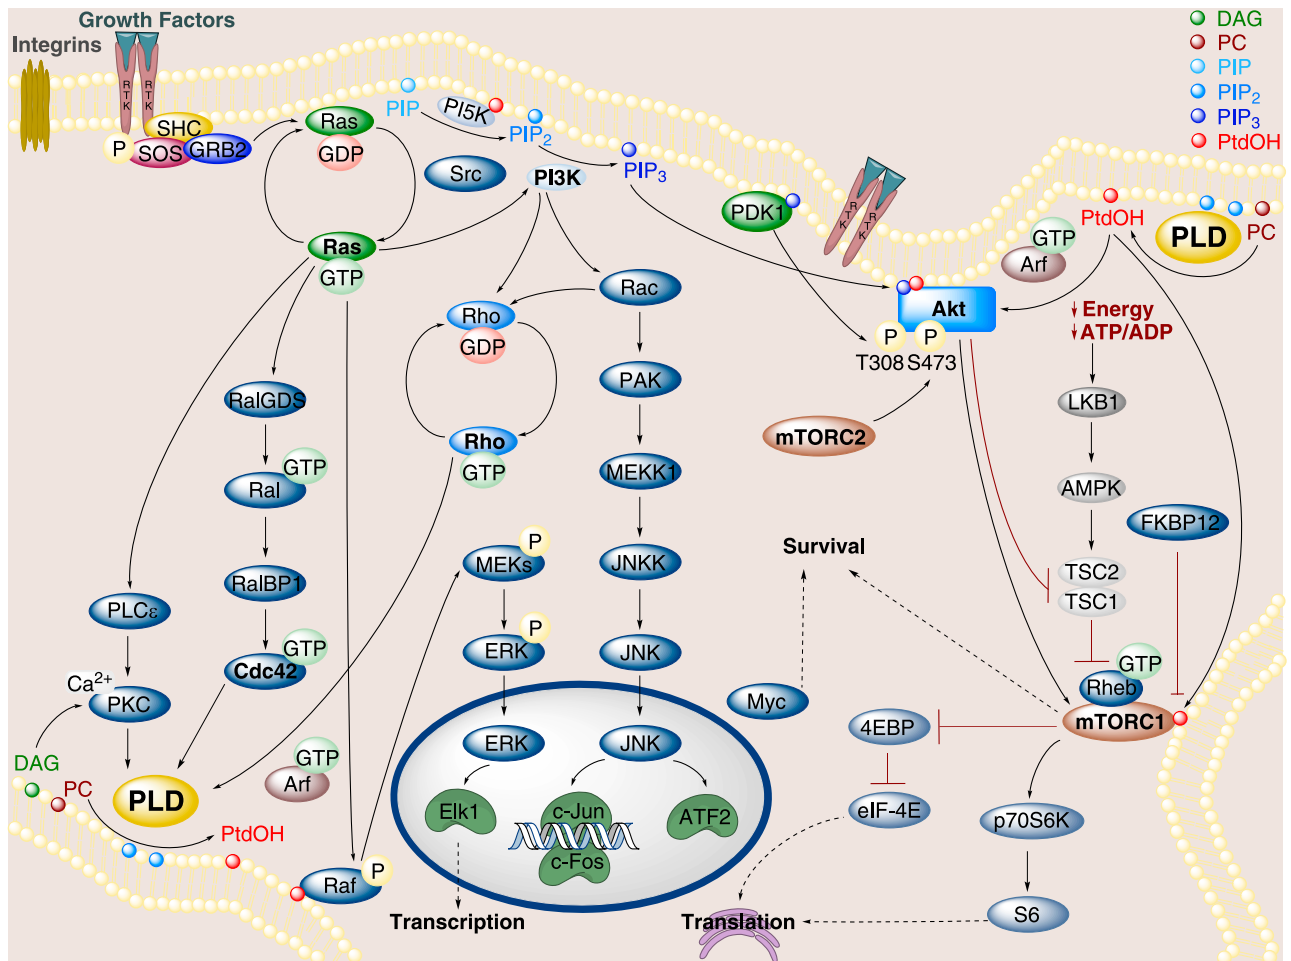 Growth Factors
Integrins
DAG
PC
PIP
PIP2
PIP3
PtdOH
RTK
RTK
SHC
P
SOS
GRB2
Ras
GDP
PIP
PI5K
PIP2
Src
PI3K
PIP3
PDK1
RTK
RTK
PtdOH
GTP
Arf
PLD
PC
Ras
GTP
Rac
Rho
GDP
Akt
P
P
T308
S473
Energy
ATP/ADP
PAK
RalGDS
LKB1
mTORC2
Rho
GTP
GTP
Ral
MEKK1
AMPK
FKBP12
P
MEKs
JNKK
Survival
TSC2
TSC1
RalBP1
PLCε
P
ERK
JNK
GTP
Cdc42
GTP
Rheb
Ca2+
PKC
Myc
mTORC1
4EBP
ERK
JNK
DAG
PC
GTP
Arf
PLD
Elk1
c-Jun
ATF2
eIF-4E
p70S6K
PtdOH
c-Fos
P
Raf
Transcription
Translation
S6